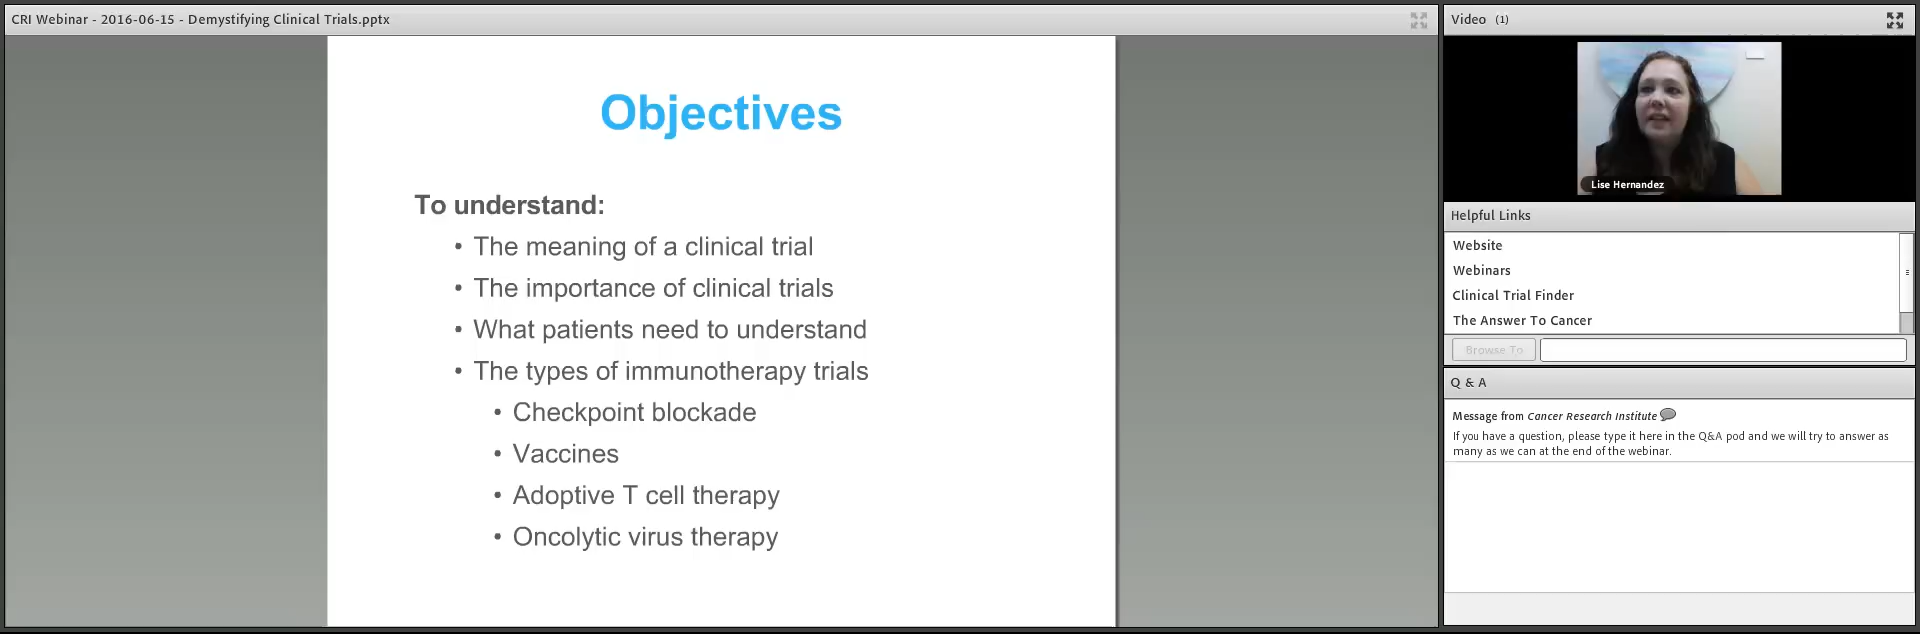 CRI Webinar - 2016-06-15 - Demystifying Clinical Trials.pptx
Objectives
To understand:
• The meaning of a clinical trial
• The importance of clinical trials
• What patients need to understand
• The types of immunotherapy trials
• Checkpoint blockade
• Vaccines
• Adoptive T cell therapy
• Oncolytic virus therapy
Video (1)
Lise Hernandez
Helpful Links
Website
Webinars
Clinical Trial Finder
The Answer To Cancer
Browse To
Q & A
Message from Cancer Research Institute
If you have a question, please type it here in the Q&A pod and we will try to answer as
many as we can at the end of the webinar.